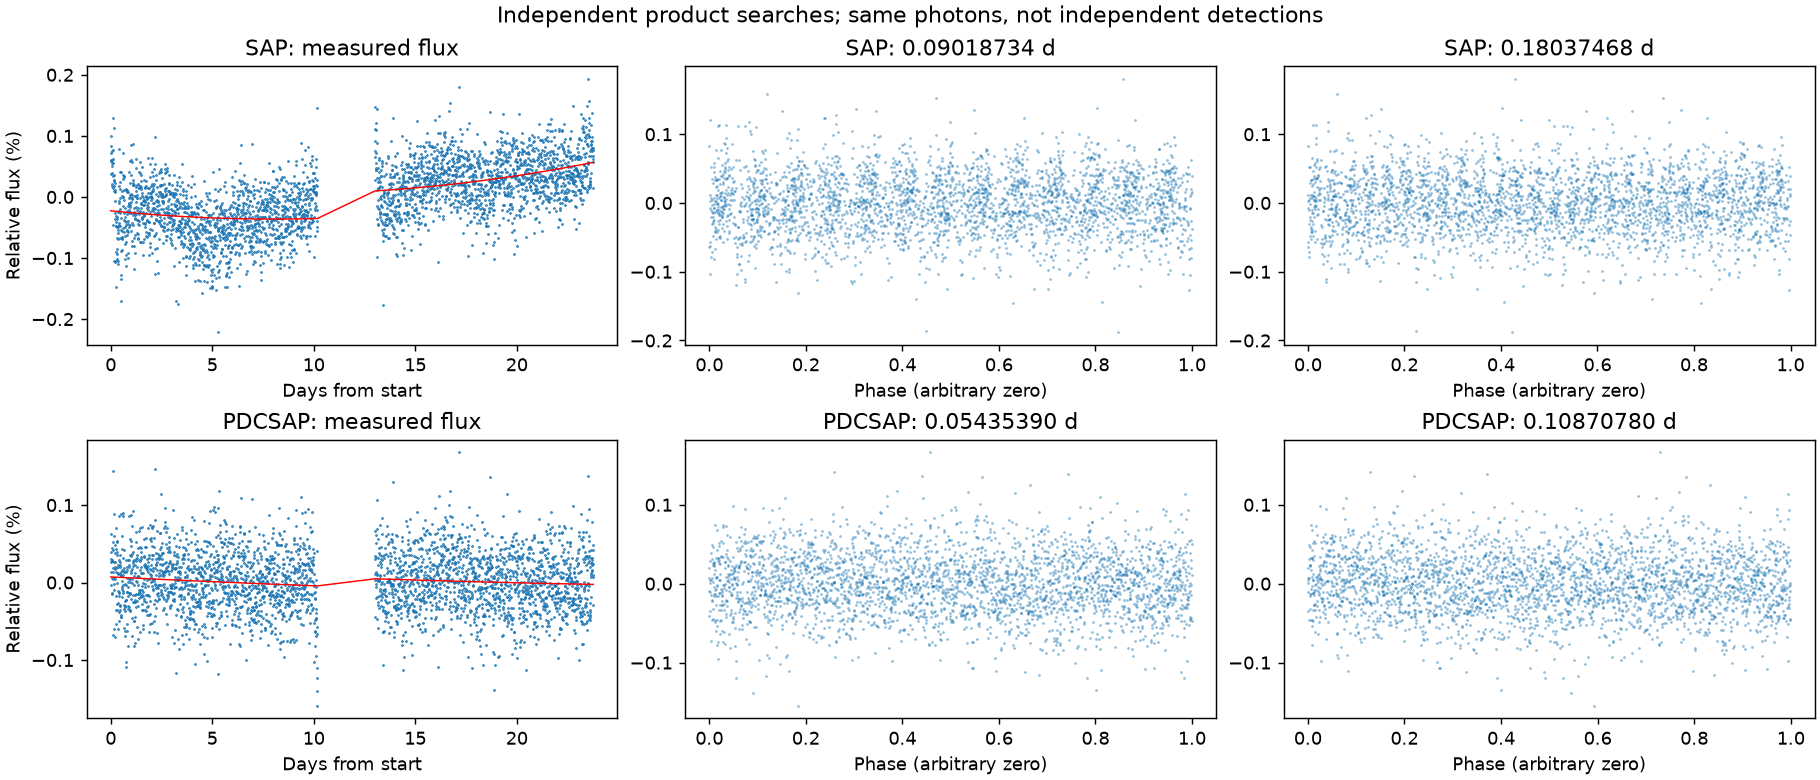 Independent product searches; same photons, not independent detections
SAP: measured flux
SAP: 0.09018734 d
SAP: 0.18037468 d
Relative flux (%)
0.2
0.1
0.0
−0.1
−0.2
0.1
0.0
−0.1
−0.2
0.1
0.0
−0.1
−0.2
0 5 10 15 20
0.0 0.2 0.4 0.6 0.8 1.0
0.0 0.2 0.4 0.6 0.8 1.0
Days from start
Phase (arbitrary zero)
Phase (arbitrary zero)
PDCSAP: measured flux
PDCSAP: 0.05435390 d
PDCSAP: 0.10870780 d
Relative flux (%)
0.1
0.0
−0.1
0.1
0.0
−0.1
0.1
0.0
−0.1
0 5 10 15 20
0.0 0.2 0.4 0.6 0.8 1.0
0.0 0.2 0.4 0.6 0.8 1.0
Days from start
Phase (arbitrary zero)
Phase (arbitrary zero)